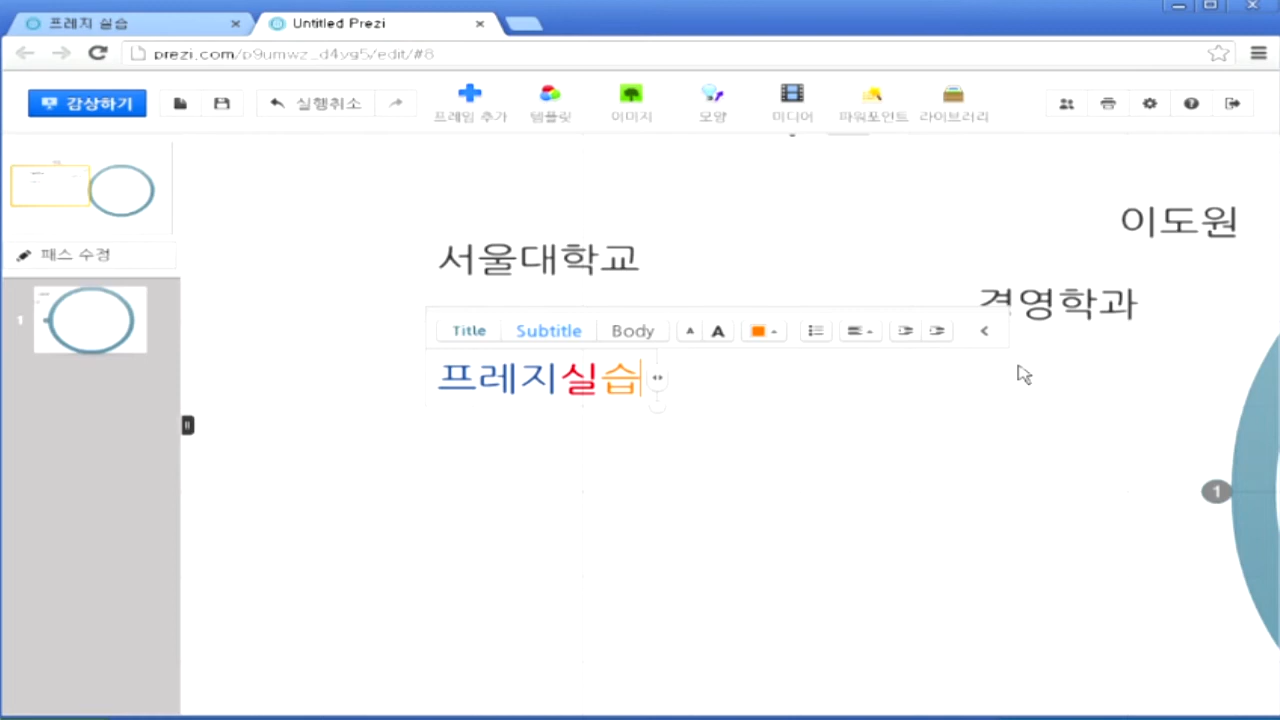 프레지 실습
Untitled Prezi
prezi.com/p9umwz_d4yg5/edit/#8
감상하기
실행취소
프레임 추가
템플릿
이미지
모양
미디어
파워포인트
라이브러리
패스 수정
1
이도원
서울대학교
경영학과
Title Subtitle Body A A
프레지실습
1